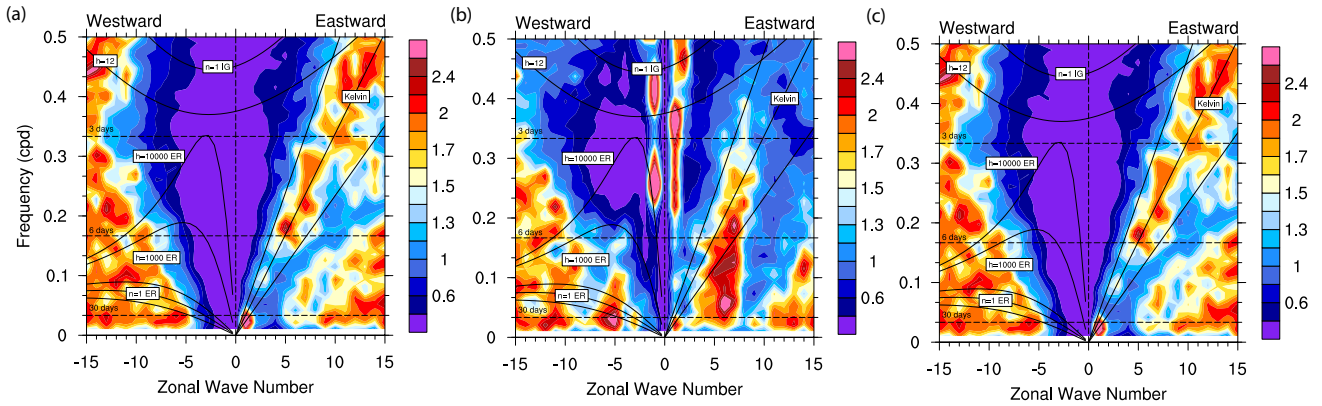 (a)
Westward Eastward
0.5
0.4
0.3
0.2
0.1
0
Frequency (cpd)
h=12
n=1 IG
Kelvin
3 days
h=10000 ER
6 days
h=1000 ER
n=1 ER
30 days
-15 -10 -5 0 5 10 15
Zonal Wave Number
2.4
2
1.7
1.3
1
0.6
(b)
Westward Eastward
0.5
0.4
0.3
0.2
0.1
0
h=12
n=1 IG
Kelvin
3 days
h=10000 ER
6 days
h=1000 ER
n=1 ER
30 days
-15 -10 -5 0 5 10 15
Zonal Wave Number
2.4
2
1.7
1.3
1
0.6
(c)
Westward Eastward
0.5
0.4
0.3
0.2
0.1
0
h=12
n=1 IG
Kelvin
3 days
h=10000 ER
6 days
h=1000 ER
n=1 ER
30 days
-15 -10 -5 0 5 10 15
Zonal Wave Number
2.4
2
1.7
1.3
1
0.6